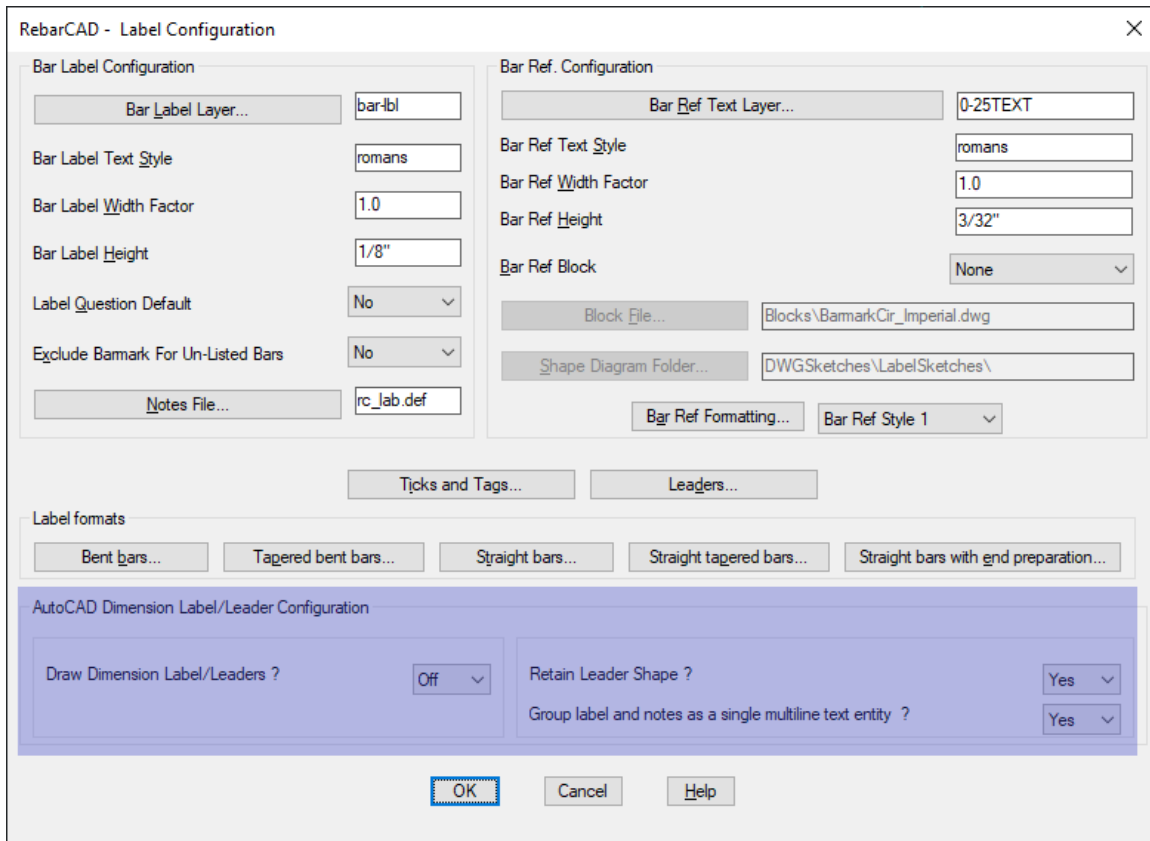 RebarCAD - Label Configuration
Bar Label Configuration
Bar Label Layer... bar-lbl
Bar Label Text Style romans
Bar Label Width Factor 1.0
Bar Label Height 1/8"
Label Question Default No
Exclude Barmark For Un-Listed Bars No
Notes File... rc_lab.def
Bar Ref. Configuration
Bar Ref Text Layer... 0-25TEXT
Bar Ref Text Style romans
Bar Ref Width Factor 1.0
Bar Ref Height 3/32"
Bar Ref Block None
Block File... Blocks\BarmarkCir_Imperial.dwg
Shape Diagram Folder... DWGSketches\LabelSketches\
Bar Ref Formatting... Bar Ref Style 1
Ticks and Tags... Leaders...
Label formats
Bent bars... Tapered bent bars... Straight bars... Straight tapered bars... Straight bars with end preparation...
AutoCAD Dimension Label/Leader Configuration
Draw Dimension Label/Leaders ? Off
Retain Leader Shape ? Yes
Group label and notes as a single multiline text entity ? Yes
OK Cancel Help